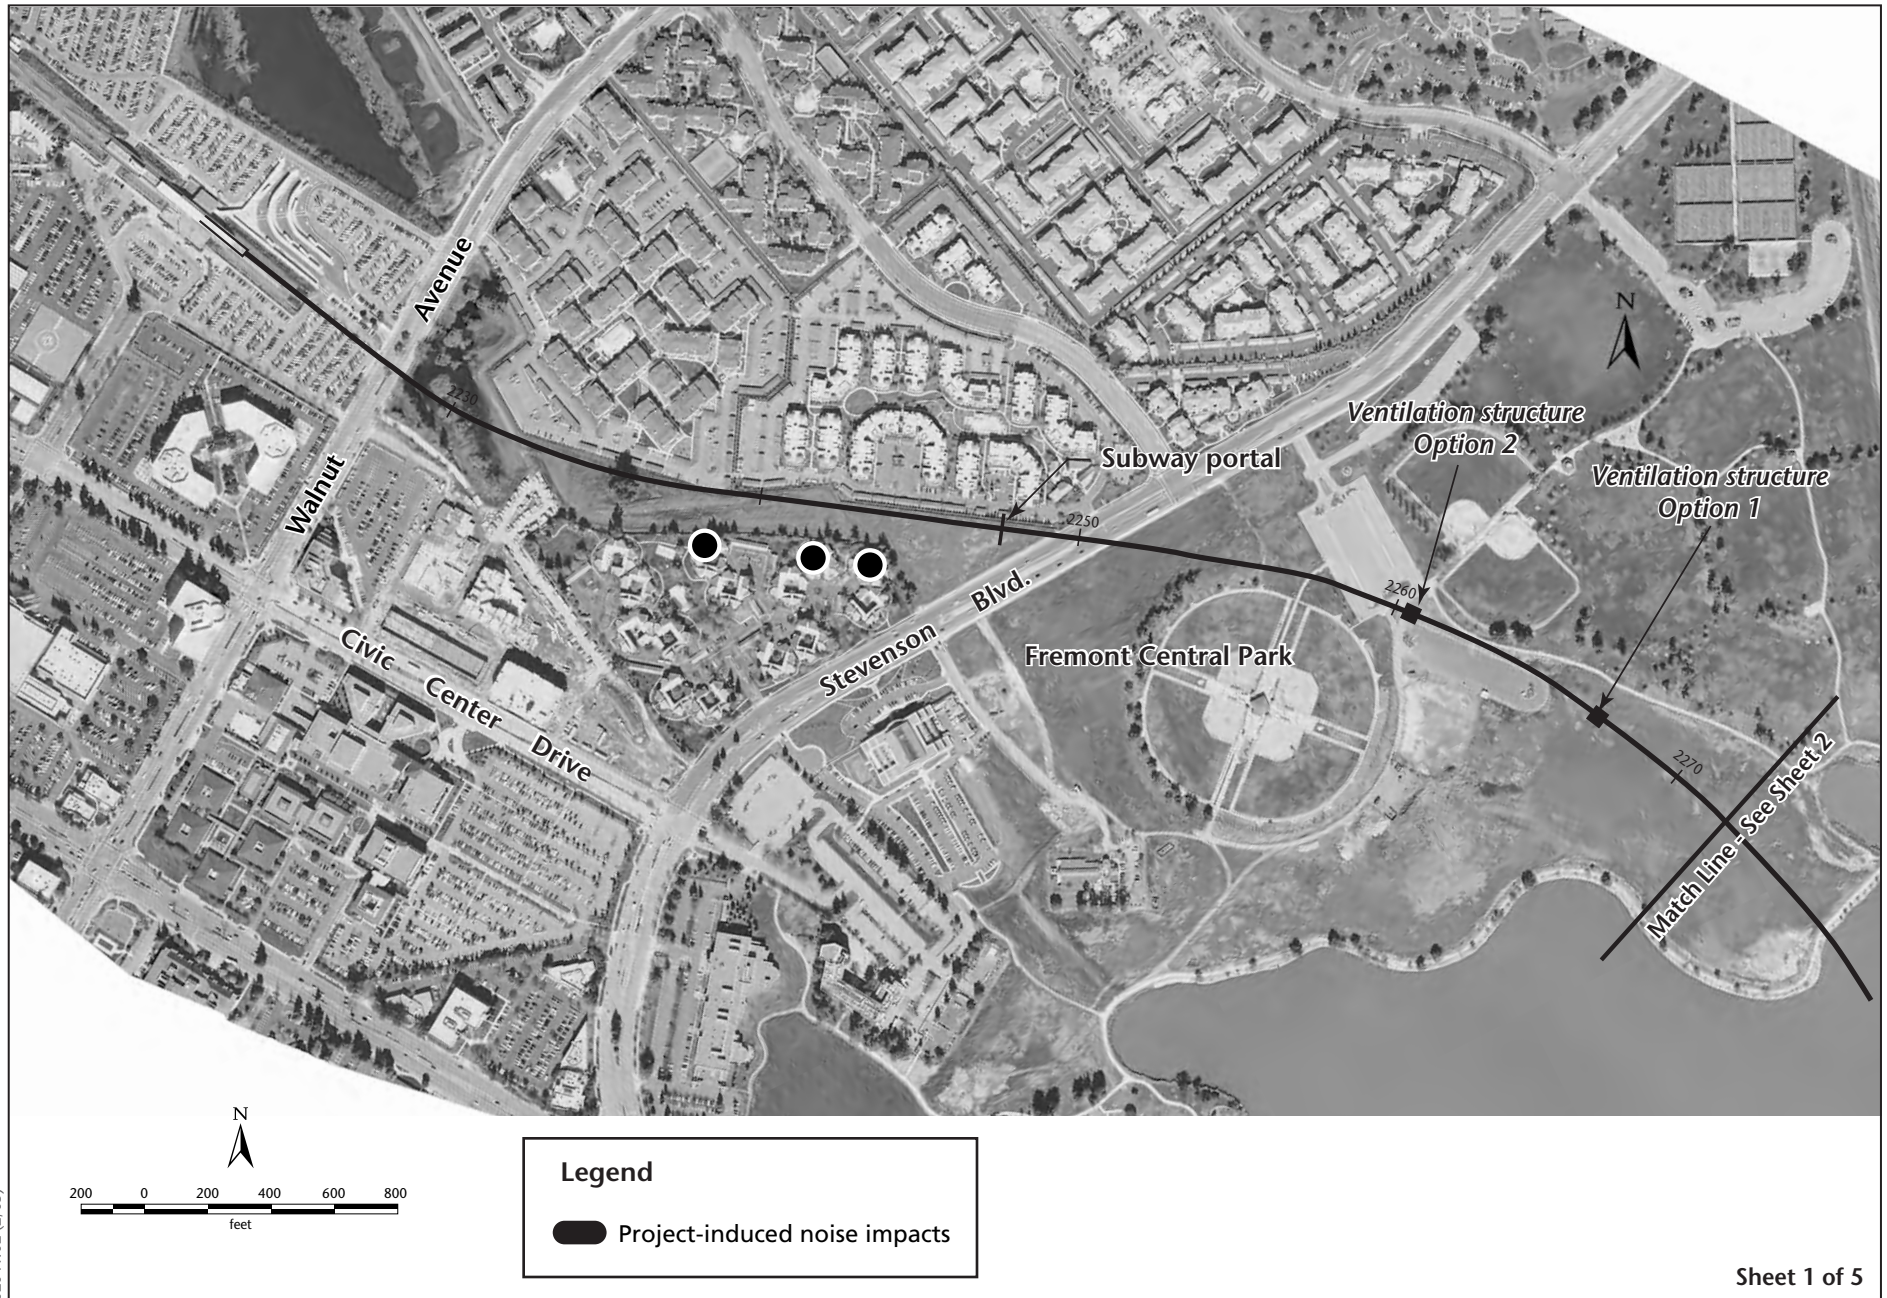 N
Ventilation structure
Option 2
Ventilation structure
Option 1
Avenue
2230
Subway portal
2250
Walnut
2260
Stevenson Blvd.
Fremont Central Park
Civic Center Drive
2270
Match Line - See Sheet 2
N
200 0 200 400 600 800
feet
Legend
Project-induced noise impacts
Sheet 1 of 5